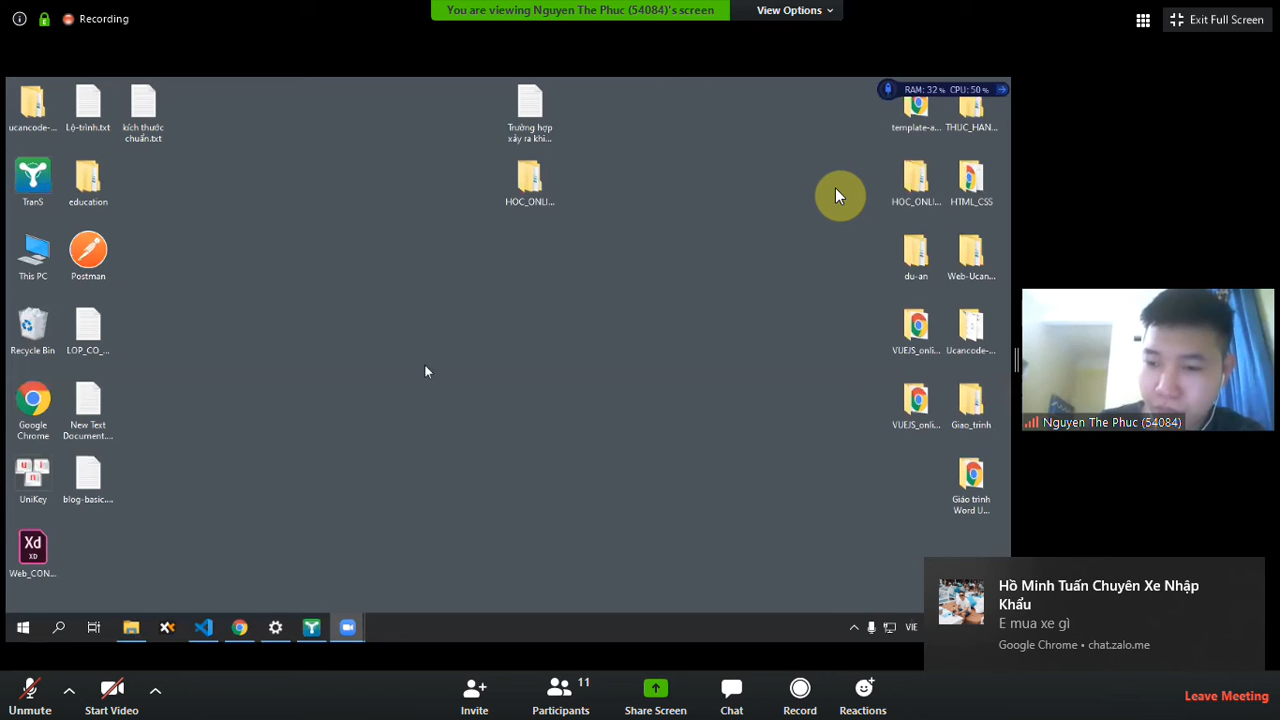 Recording
You are viewing Nguyen The Phuc (54084)'s screen
View Options
Exit Full Screen
RAM: 32% CPU: 50%
ucancode-...
Lộ-trình.txt
kích thước
chuẩn.txt
Trường hợp
xảy ra khi...
template-a...
THUC_HAN...
TranS
education
HOC_ONLI...
HOC_ONLI...
HTML_CSS
This PC
Postman
du-an
Web-Ucan...
Recycle Bin
LOP_CO_...
VUEJS_onli...
Ucancode-...
Google
Chrome
New Text
Document....
VUEJS_onli...
Giao_trinh
UniKey
blog-basic....
Giáo trình
Word U...
Xd
XD
Web_CON...
Nguyen The Phuc (54084)
VIE
Hồ Minh Tuấn Chuyên Xe Nhập
Khẩu
E mua xe gì
Google Chrome • chat.zalo.me
Unmute
Start Video
Invite
11
Participants
Share Screen
Chat
Record
Reactions
Leave Meeting